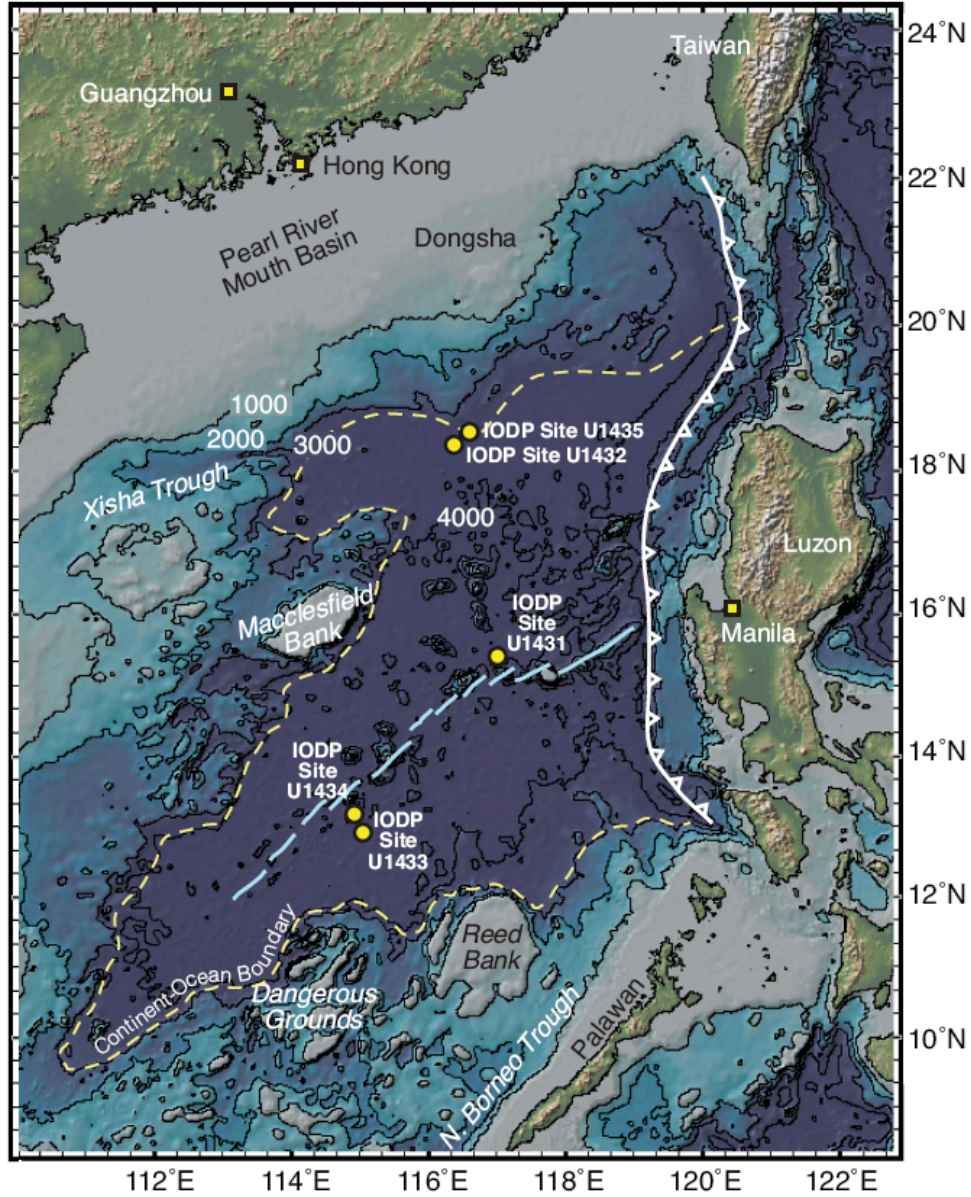 Taiwan
24°N
Guangzhou
Hong Kong
22°N
Pearl River
Mouth Basin
Dongsha
20°N
1000
2000
3000
IODP Site U1435
IODP Site U1432
18°N
Xisha Trough
4000
Luzon
Macclesfield
Bank
IODP
Site
U1431
16°N
Manila
14°N
IODP
Site
U1434
IODP
Site
U1433
12°N
Continent-Ocean Boundary
Reed
Bank
Dangerous
Grounds
N. Borneo Trough
Palawan
10°N
112°E
114°E
116°E
118°E
120°E
122°E